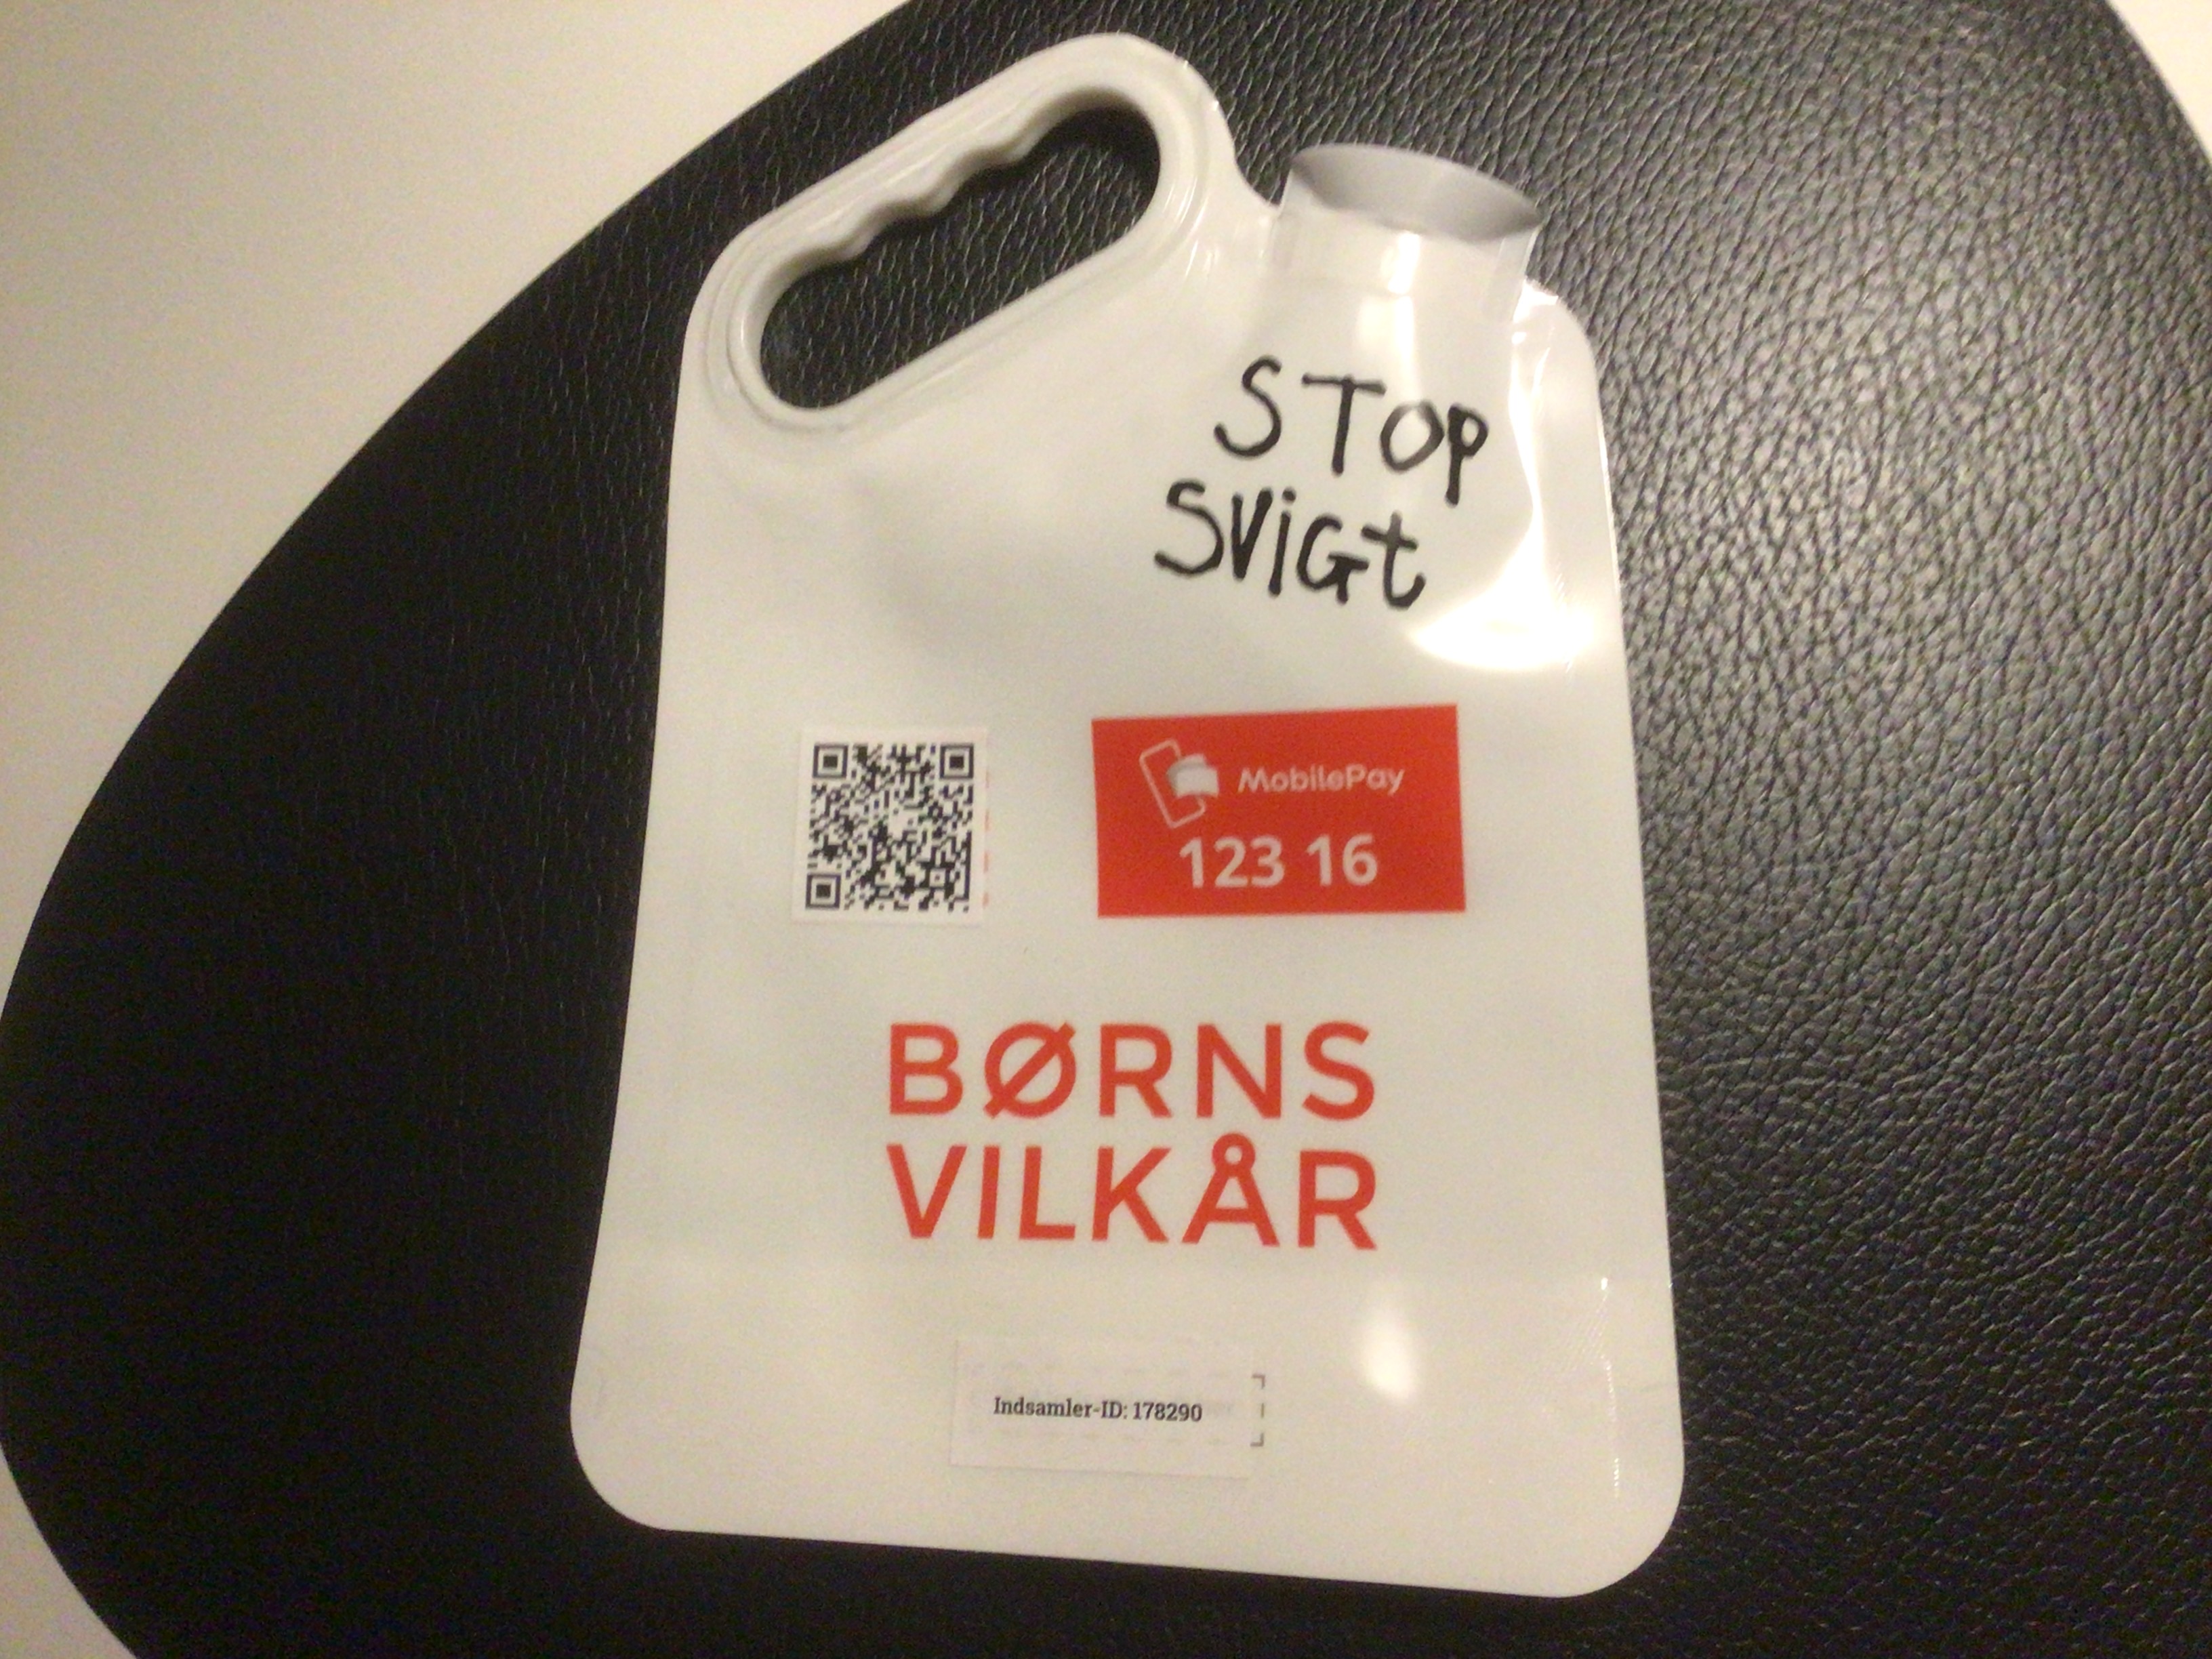 STOP
SViGt
MobilePay
123 16
BØRNS
VILKÅR
Indsamler-ID: 178290